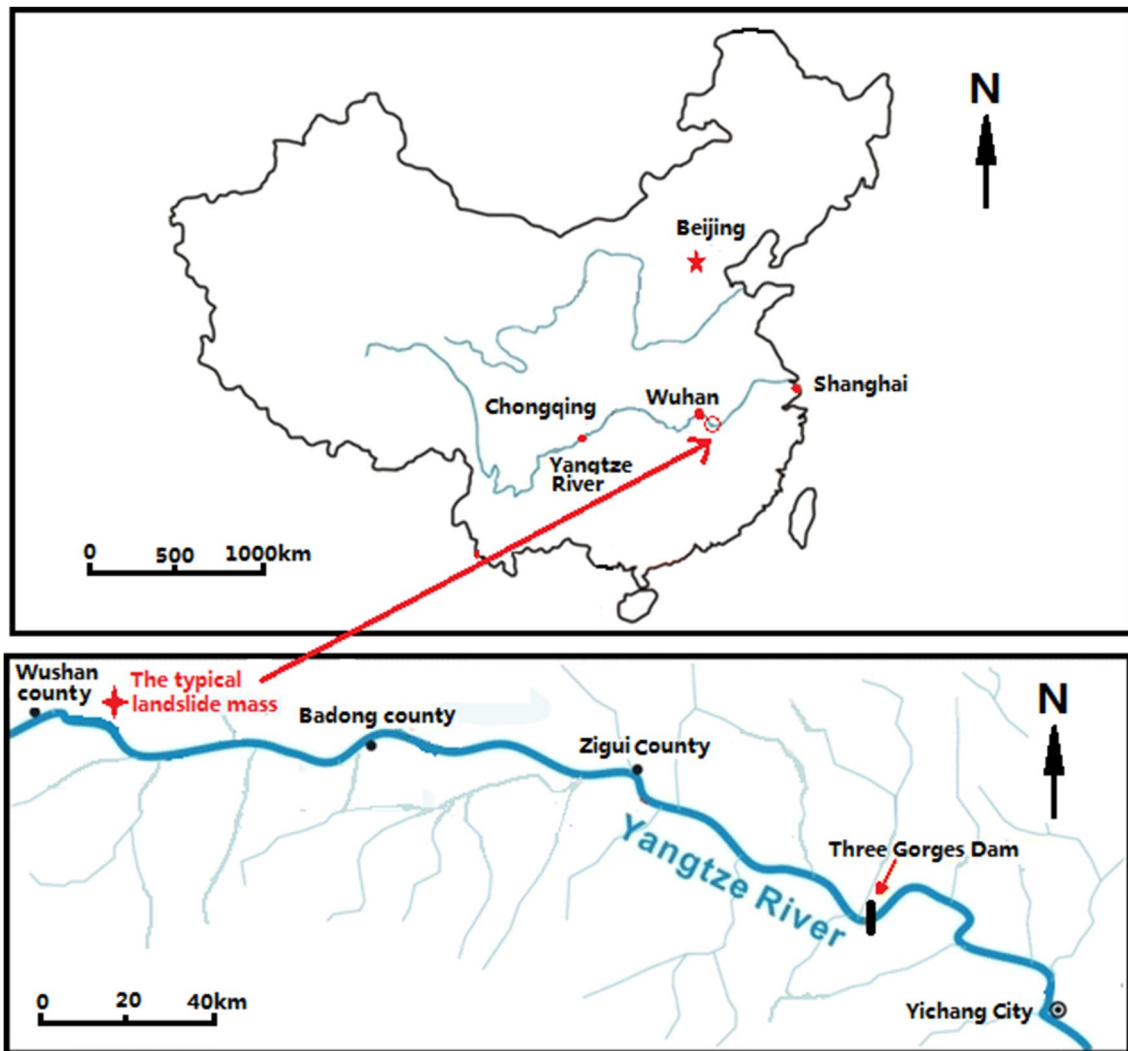 N
Beijing
Shanghai
Wuhan
Chongqing
Yangtze
River
0 500 1000km
Wushan
county
The typical
landslide mass
Badong county
Zigui County
N
Three Gorges Dam
Yangtze River
Yichang City
0 20 40km